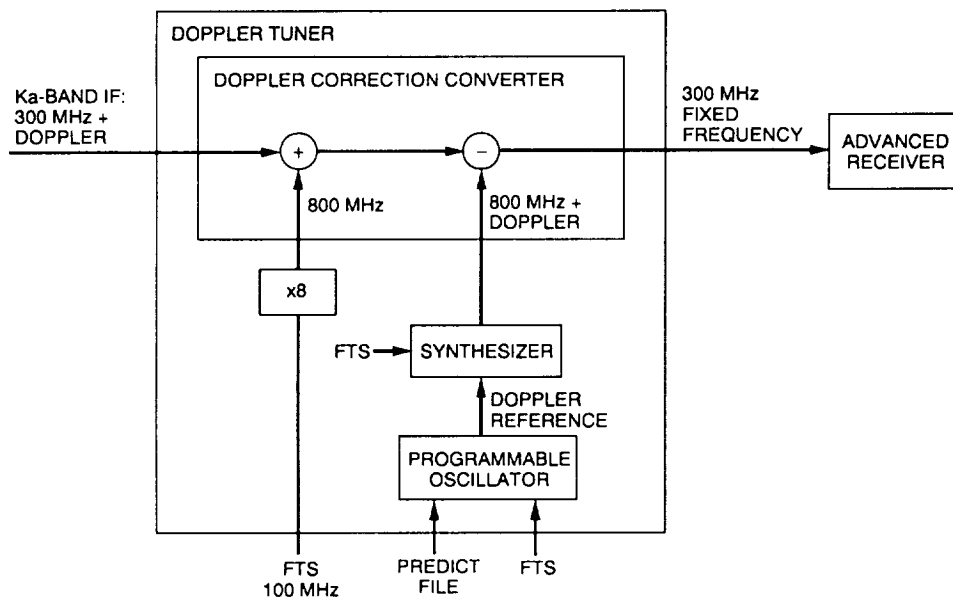 DOPPLER TUNER
DOPPLER CORRECTION CONVERTER
Ka-BAND IF:
300 MHz +
DOPPLER
+
−
300 MHz
FIXED
FREQUENCY
ADVANCED
RECEIVER
800 MHz
800 MHz +
DOPPLER
x8
FTS
SYNTHESIZER
DOPPLER
REFERENCE
PROGRAMMABLE
OSCILLATOR
FTS
100 MHz
PREDICT
FILE
FTS